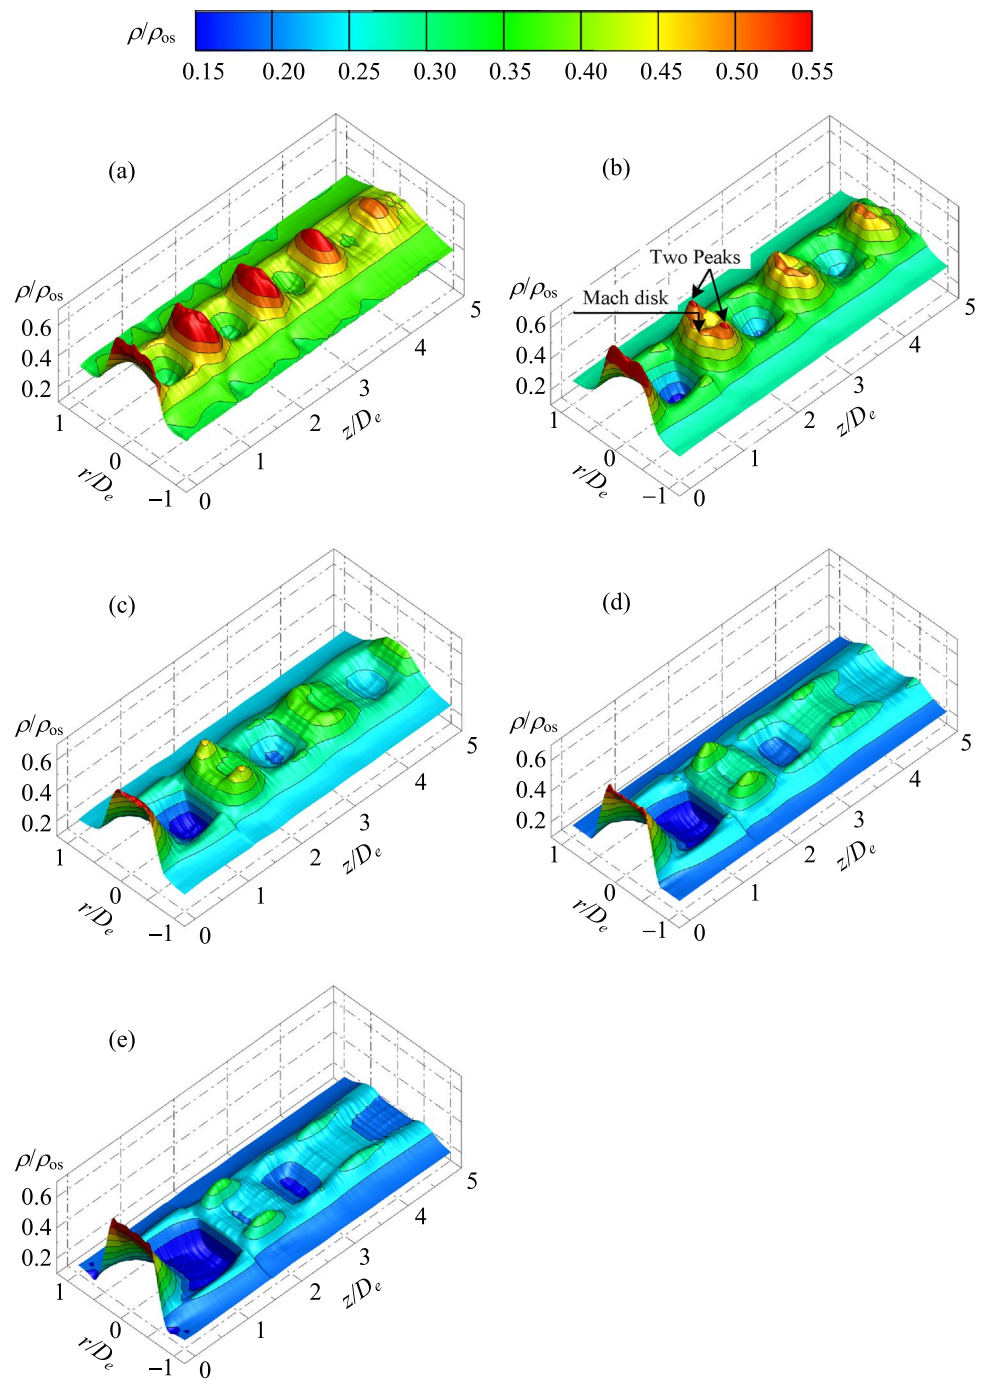 ρ/ρos
0.15 0.20 0.25 0.30 0.35 0.40 0.45 0.50 0.55
(a)
ρ/ρos
0.6
0.4
0.2
1
0
−1
r/De
0
1
2
3
4
5
z/De
(b)
Two Peaks
Mach disk
ρ/ρos
0.6
0.4
0.2
1
0
−1
r/De
0
1
2
3
4
5
z/De
(c)
ρ/ρos
0.6
0.4
0.2
1
0
−1
r/De
0
1
2
3
4
5
z/De
(d)
ρ/ρos
0.6
0.4
0.2
1
0
−1
r/De
0
1
2
3
4
5
z/De
(e)
ρ/ρos
0.6
0.4
0.2
1
0
−1
r/De
0
1
2
3
4
5
z/De